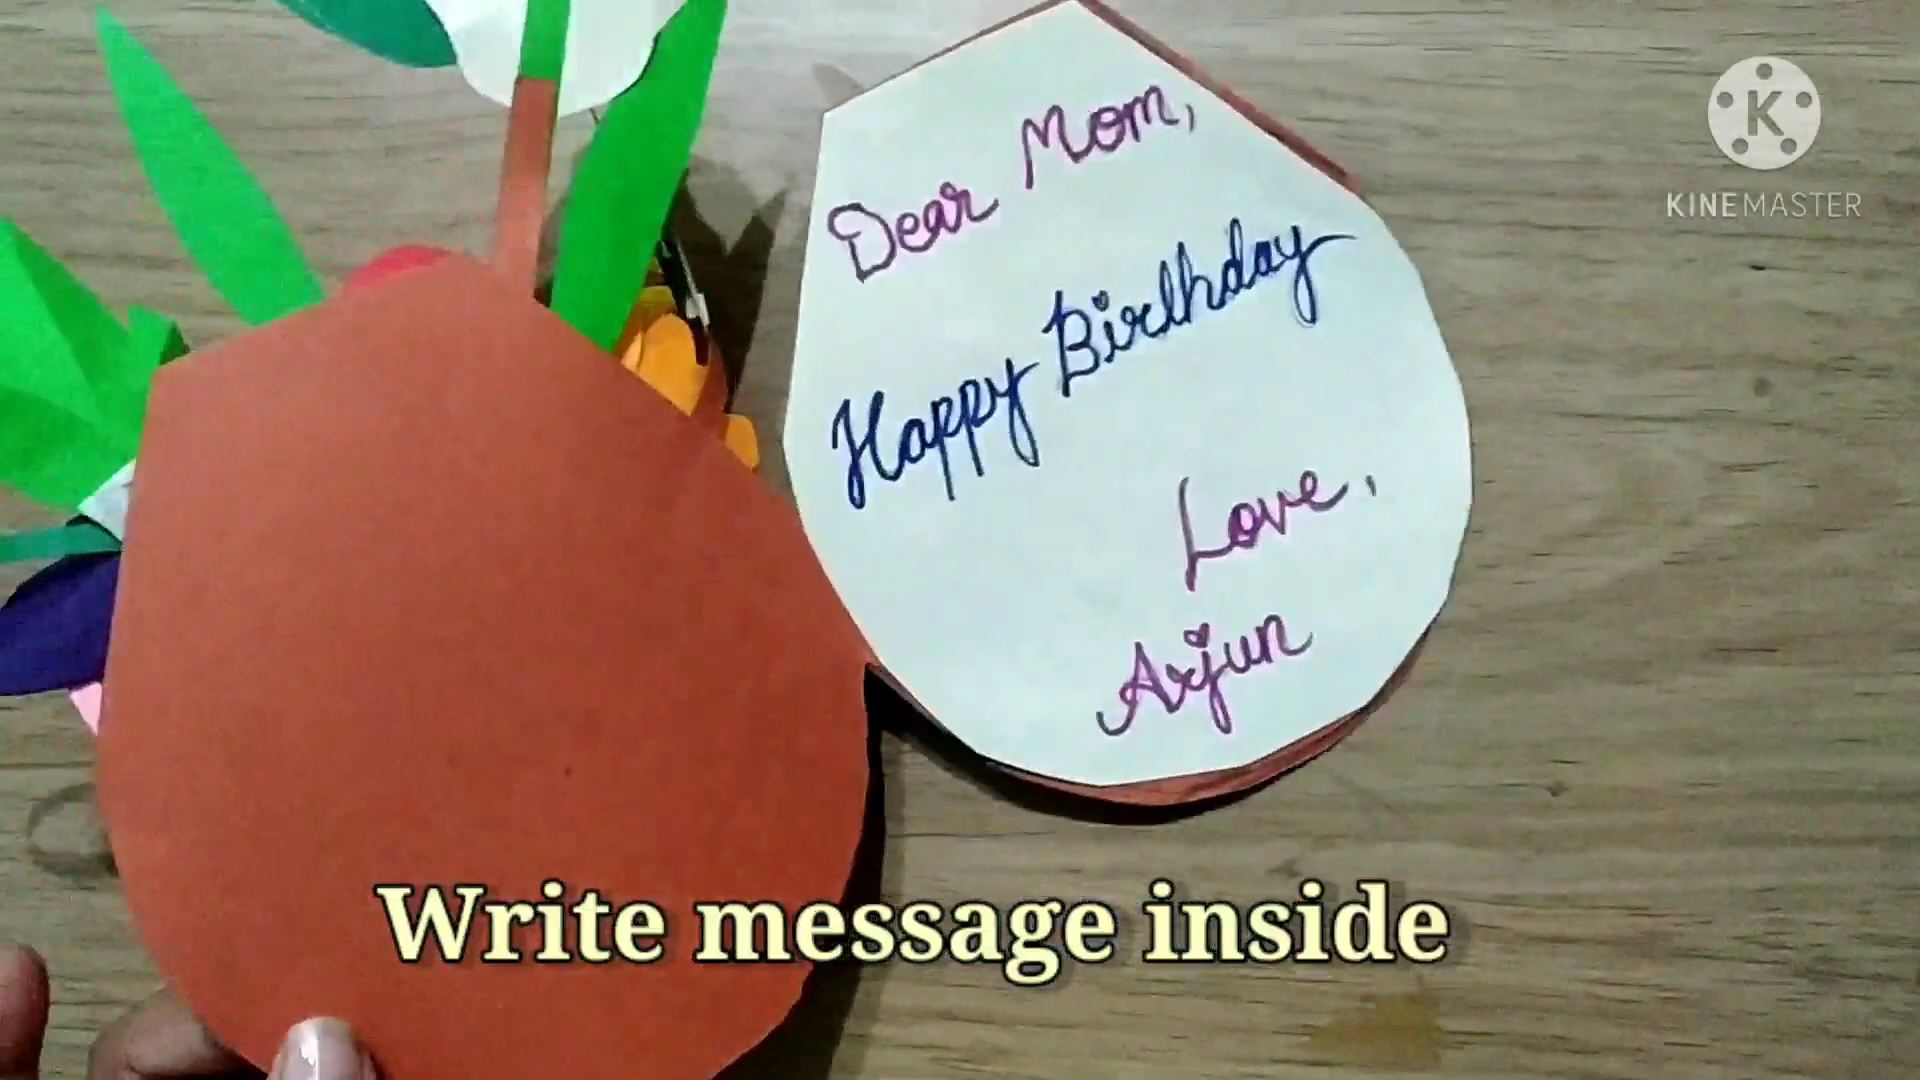 Dear Mom,
Happy Birthday
Love,
Arjun
K
KINEMASTER
Write message inside